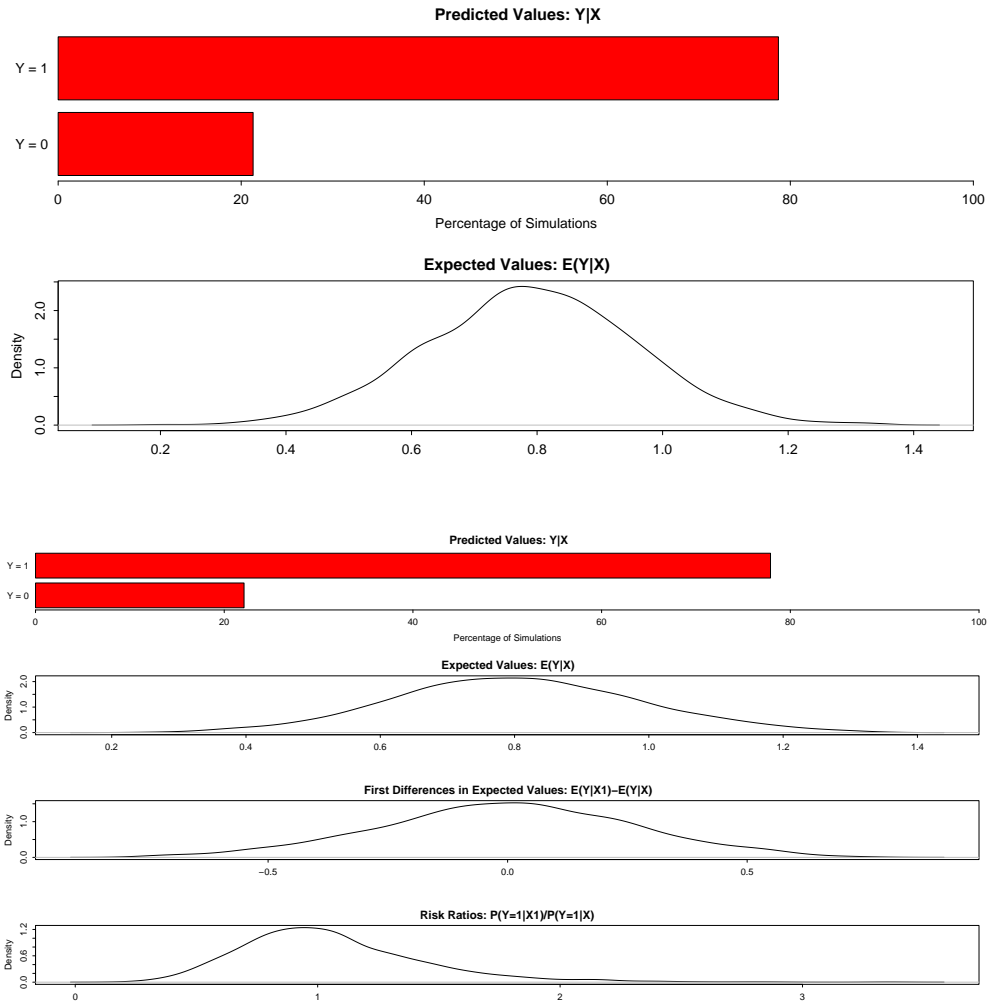 Predicted Values: Y|X
Y = 1
Y = 0
0 20 40 60 80 100
Percentage of Simulations
Expected Values: E(Y|X)
Density
0.0 1.0 2.0
0.2 0.4 0.6 0.8 1.0 1.2 1.4
Predicted Values: Y|X
Y = 1
Y = 0
0 20 40 60 80 100
Percentage of Simulations
Expected Values: E(Y|X)
Density
0.0 1.0 2.0
0.2 0.4 0.6 0.8 1.0 1.2 1.4
First Differences in Expected Values: E(Y|X1)−E(Y|X)
Density
0.0 1.0
−0.5 0.0 0.5
Risk Ratios: P(Y=1|X1)/P(Y=1|X)
Density
0.0 0.6 1.2
0 1 2 3